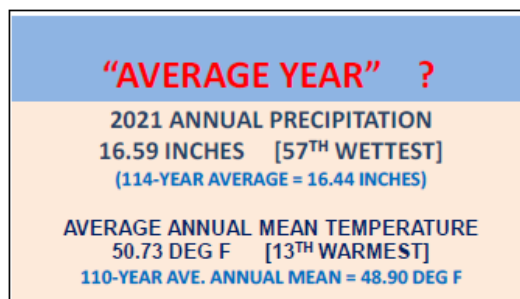 “AVERAGE YEAR” ?
2021 ANNUAL PRECIPITATION
16.59 INCHES [57TH WETTEST]
(114-YEAR AVERAGE = 16.44 INCHES)
AVERAGE ANNUAL MEAN TEMPERATURE
50.73 DEG F [13TH WARMEST]
110-YEAR AVE. ANNUAL MEAN = 48.90 DEG F